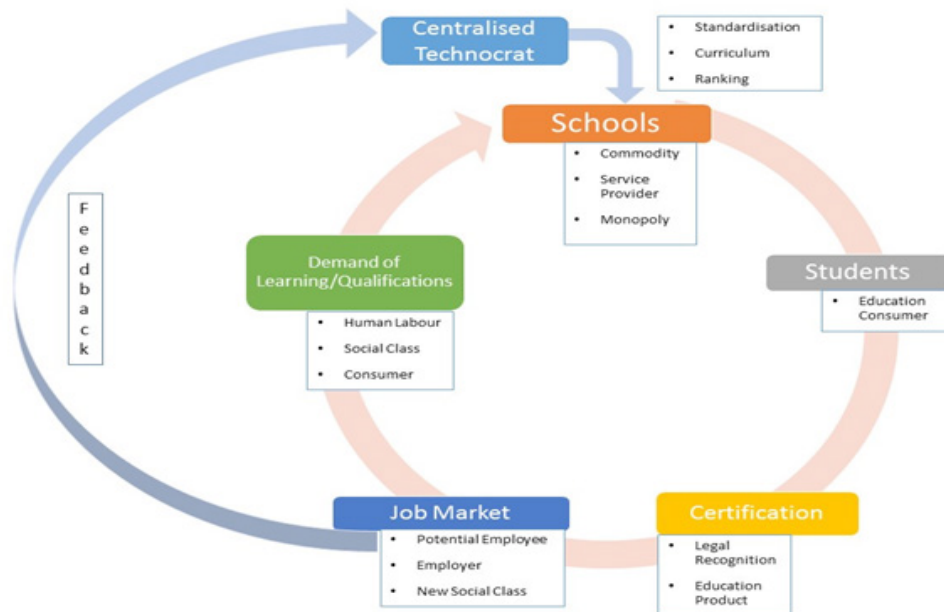 Centralised
Technocrat
• Standardisation
• Curriculum
• Ranking
Schools
• Commodity
• Service
Provider
• Monopoly
Feedback
Demand of
Learning/Qualifications
• Human Labour
• Social Class
• Consumer
Students
• Education
Consumer
Job Market
• Potential Employee
• Employer
• New Social Class
Certification
• Legal
Recognition
• Education
Product